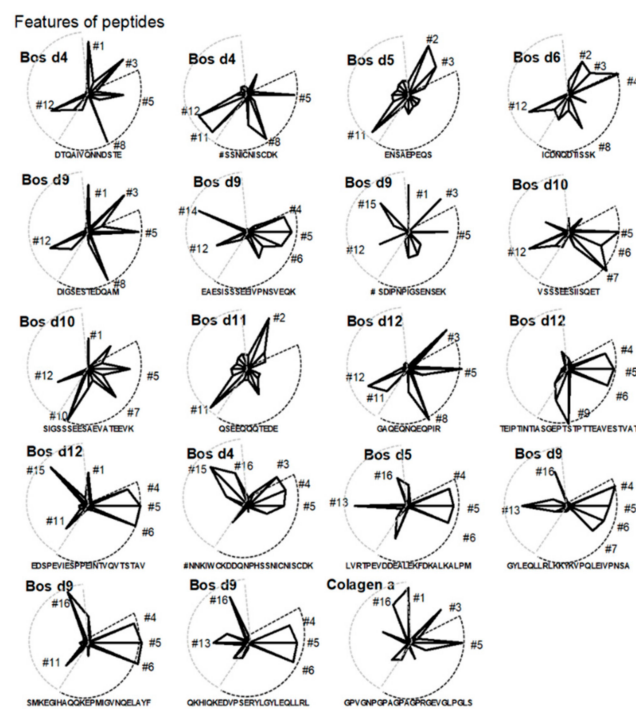 Features of peptides
Bos d4 #1 #3 #5 #8 #12
DTQAIVQNNDSTE
Bos d4 #5 #8 #11 #12
#SSNICNISCDK
Bos d5 #2 #3 #11
ENSAEPEQS
Bos d6 #2 #3 #4 #12
ICDNQDTISSK
Bos d9 #1 #3 #5 #8 #12
DIGSESTEDQAM
Bos d9 #14 #4 #5 #6 #12
EAESISSSEEIVPNSVEQK
Bos d9 #15 #1 #3 #12
# SDIPNPIGSENSEK
Bos d10 #5 #7 #12
VSSSEESIISQET
Bos d10 #1 #5 #7 #10 #12
SIGSSSEESAEVATEEVK
Bos d11 #2 #11
QSEEQQQTEDE
Bos d12 #3 #5 #8 #11 #12
GAQEQNQEQPIR
Bos d12 #4 #5 #6 #9
TEIPTINTIASGEPTSTPTTEAVESTVAT
Bos d12 #15 #1 #4 #5 #6 #11
EDSPEVIESPPEINTVQVTSTAV
Bos d4 #15 #16 #3 #4 #5
#NNKIWCKDDQNPHSSNICNISCDK
Bos d5 #16 #4 #5 #6 #13
LVRTPEVDDEALEKFDKALKALPM
Bos d9 #16 #4 #5 #6 #7 #13
GYLEQLLRLKKYKVPQLEIVPNSA
Bos d9 #16 #4 #5 #6 #11
SMKEGIHAQQKEPMIGVNQELAYF
Bos d9 #16 #4 #5 #6 #13
QKHIQKEDVPSERYLGYLEQLLRL
Colagen a #16 #1 #3 #5
GPVGNPGPAGPAGPRGEVGLPGLS